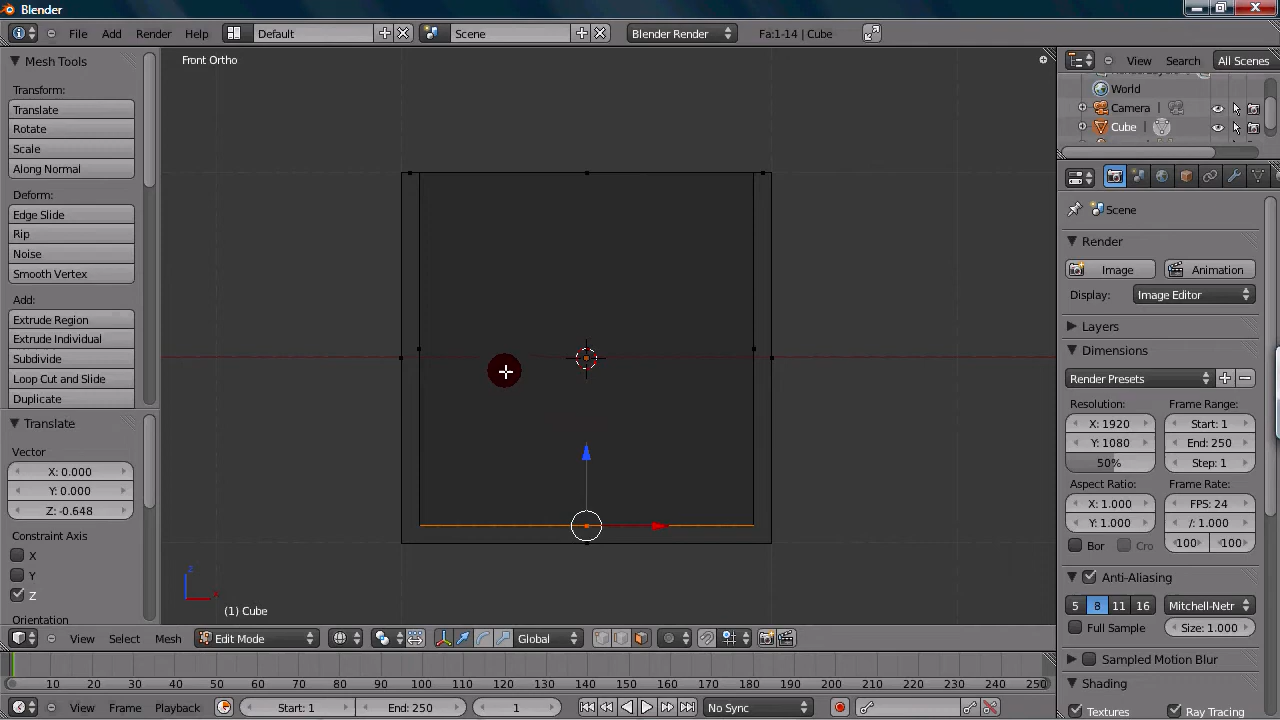 Blender
File Add Render Help Default Scene Blender Render Fa:1-14 | Cube
Mesh Tools
Transform:
Translate
Rotate
Scale
Along Normal
Deform:
Edge Slide
Rip
Noise
Smooth Vertex
Add:
Extrude Region
Extrude Individual
Subdivide
Loop Cut and Slide
Duplicate
Translate
Vector
X: 0.000
Y: 0.000
Z: -0.648
Constraint Axis
X
Y
Z
Orientation
Front Ortho
z
x
(1) Cube
View Select Mesh Edit Mode Global
0 10 20 30 40 50 60 70 80 90 100 110 120 130 140 150 160 170 180 190 200 210 220 230 240 250
View Frame Playback Start: 1 End: 250 1 No Sync
View Search All Scenes
World
Camera
Cube
Scene
Render
Image Animation
Display: Image Editor
Layers
Dimensions
Render Presets
Resolution: Frame Range:
X: 1920 Start: 1
Y: 1080 End: 250
50% Step: 1
Aspect Ratio: Frame Rate:
X: 1.000 FPS: 24
Y: 1.000 /: 1.000
Bor Cro 100 100
Anti-Aliasing
5 8 11 16 Mitchell-Netr
Full Sample Size: 1.000
Sampled Motion Blur
Shading
Textures Ray Tracing